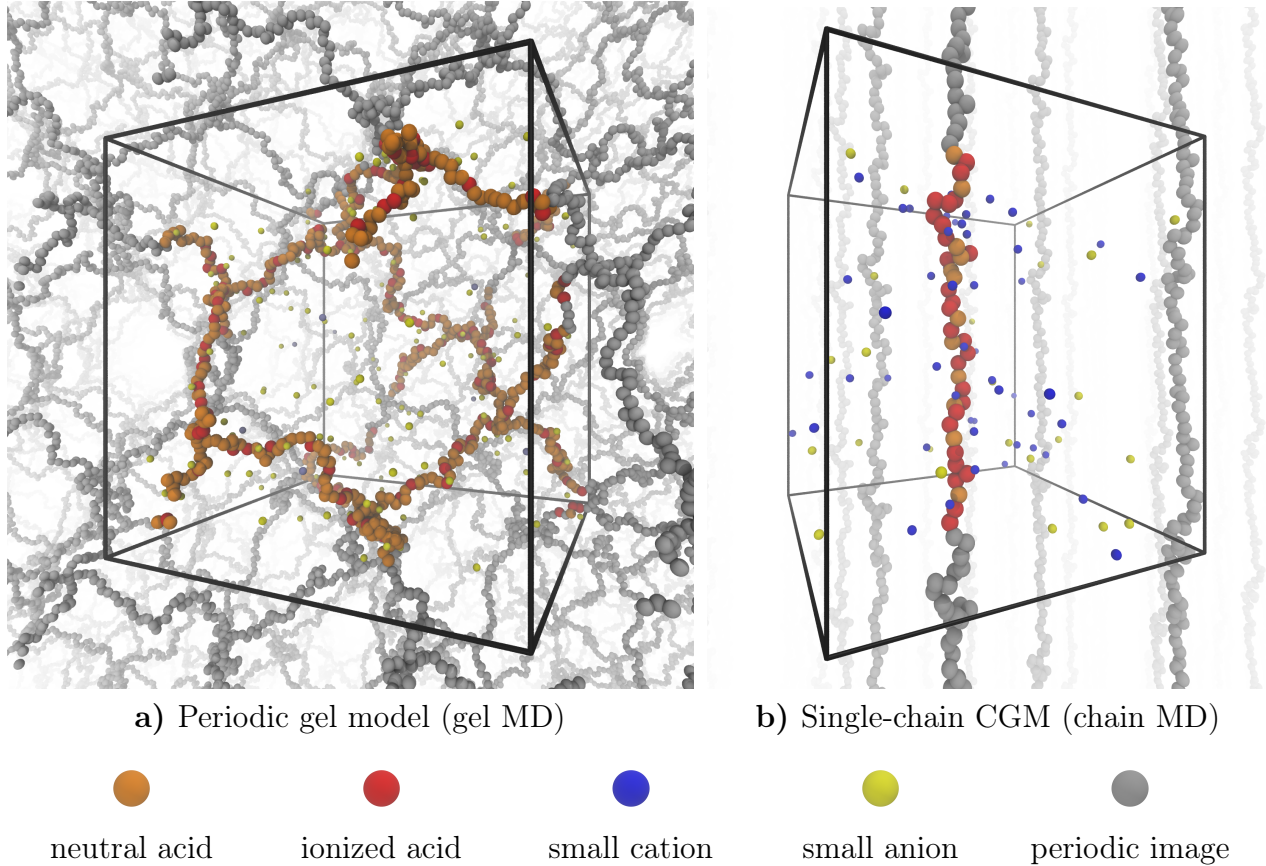 a) Periodic gel model (gel MD)
b) Single-chain CGM (chain MD)
neutral acid
ionized acid
small cation
small anion
periodic image